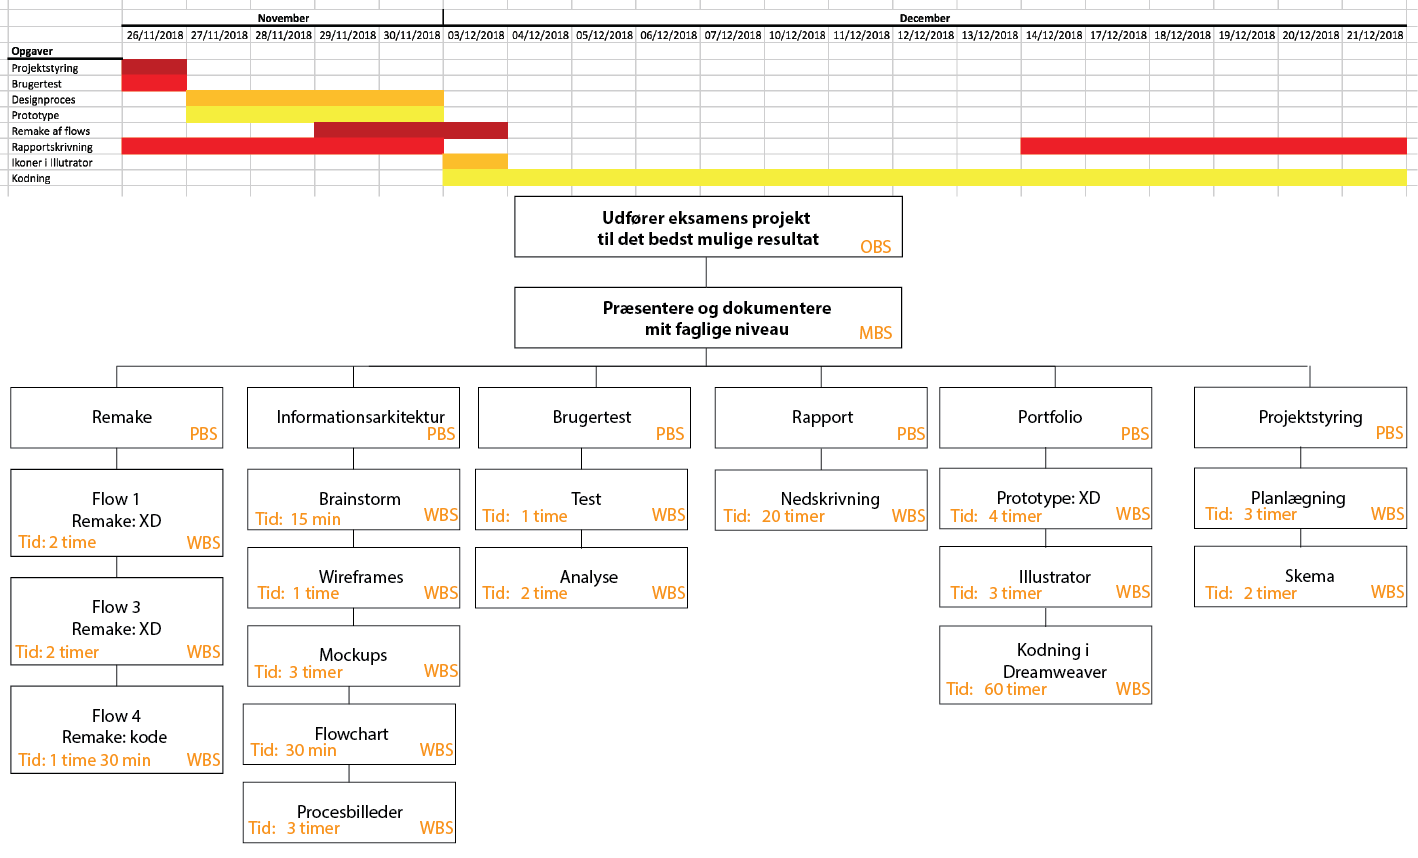 November December
26/11/2018 27/11/2018 28/11/2018 29/11/2018 30/11/2018 03/12/2018 04/12/2018 05/12/2018 06/12/2018 07/12/2018 10/12/2018 11/12/2018 12/12/2018 13/12/2018 14/12/2018 17/12/2018 18/12/2018 19/12/2018 20/12/2018 21/12/2018
Opgaver
Projektstyring
Brugertest
Designproces
Prototype
Remake af flows
Rapportskrivning
Ikoner i Illutrator
Kodning
Udfører eksamens projekt
til det bedst mulige resultat
OBS
Præsentere og dokumentere
mit faglige niveau
MBS
Remake
PBS
Flow 1
Remake: XD
Tid: 2 time WBS
Flow 3
Remake: XD
Tid: 2 timer WBS
Flow 4
Remake: kode
Tid: 1 time 30 min WBS
Informationsarkitektur
PBS
Brainstorm
Tid: 15 min WBS
Wireframes
Tid: 1 time WBS
Mockups
Tid: 3 timer WBS
Flowchart
Tid: 30 min WBS
Procesbilleder
Tid: 3 timer WBS
Brugertest
PBS
Test
Tid: 1 time WBS
Analyse
Tid: 2 time WBS
Rapport
PBS
Nedskrivning
Tid: 20 timer WBS
Portfolio
PBS
Prototype: XD
Tid: 4 timer WBS
Illustrator
Tid: 3 timer WBS
Kodning i
Dreamweaver
Tid: 60 timer WBS
Projektstyring
PBS
Planlægning
Tid: 3 timer WBS
Skema
Tid: 2 timer WBS